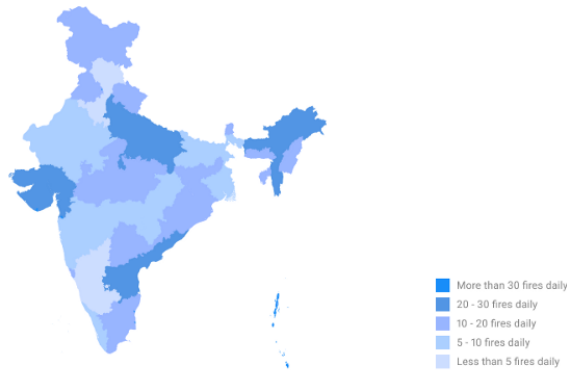 More than 30 fires daily
20 - 30 fires daily
10 - 20 fires daily
5 - 10 fires daily
Less than 5 fires daily